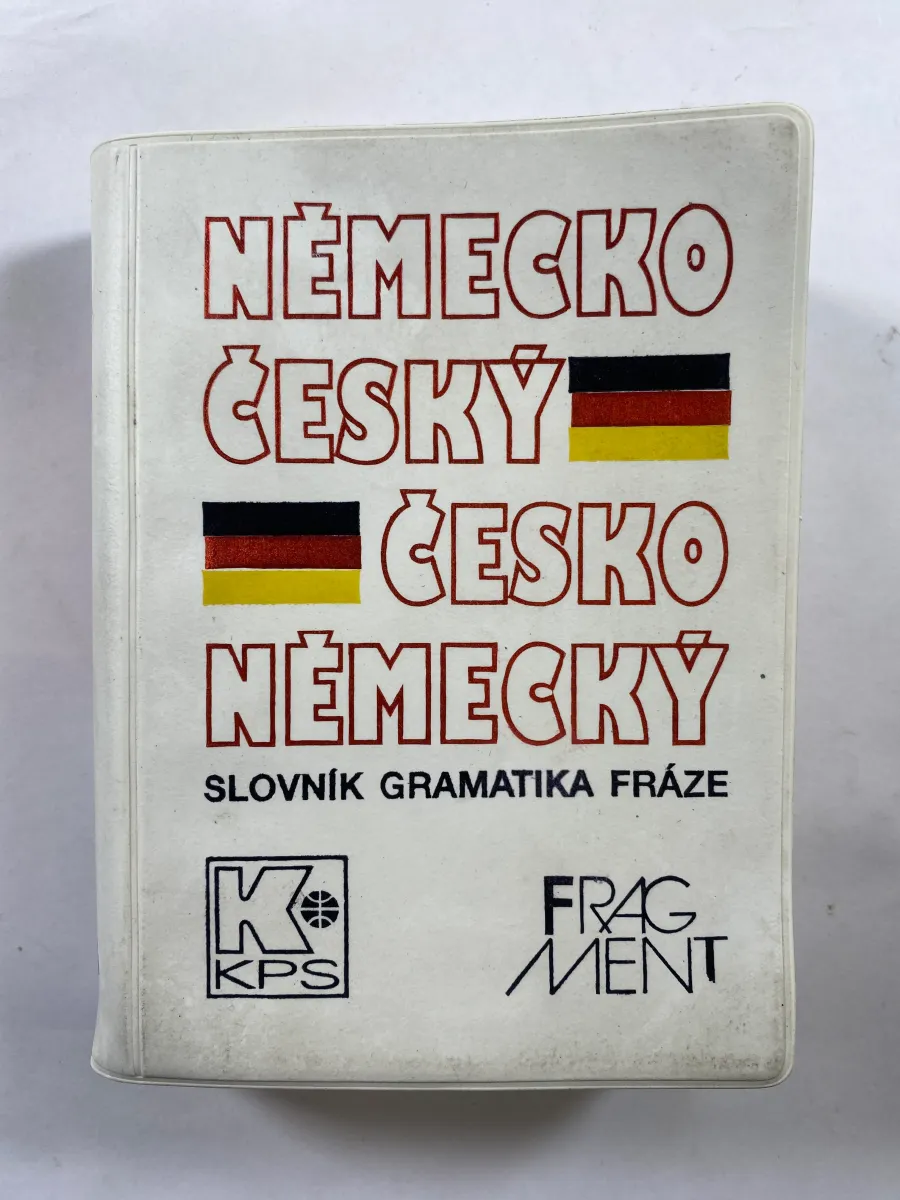 NĚMECKO
ČESKÝ
ČESKO
NĚMECKÝ
SLOVNÍK GRAMATIKA FRÁZE
K
KPS
FRAG
MENT